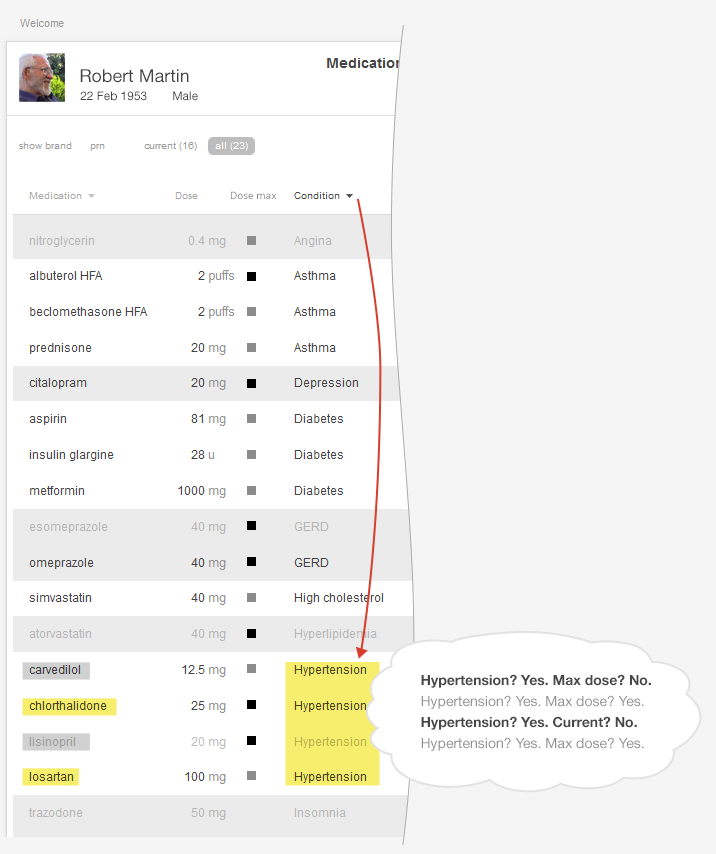 Welcome
Robert Martin
Medication
22 Feb 1953 Male
show brand prn current (16) all (23)
Medication Dose Dose max Condition
nitroglycerin 0.4 mg Angina
albuterol HFA 2 puffs Asthma
beclomethasone HFA 2 puffs Asthma
prednisone 20 mg Asthma
citalopram 20 mg Depression
aspirin 81 mg Diabetes
insulin glargine 28 u Diabetes
metformin 1000 mg Diabetes
esomeprazole 40 mg GERD
omeprazole 40 mg GERD
simvastatin 40 mg High cholesterol
atorvastatin 40 mg Hyperlipidemia
carvedilol 12.5 mg Hypertension
chlorthalidone 25 mg Hypertension
lisinopril 20 mg Hypertension
losartan 100 mg Hypertension
trazodone 50 mg Insomnia
Hypertension? Yes. Max dose? No.
Hypertension? Yes. Max dose? Yes.
Hypertension? Yes. Current? No.
Hypertension? Yes. Max dose? Yes.